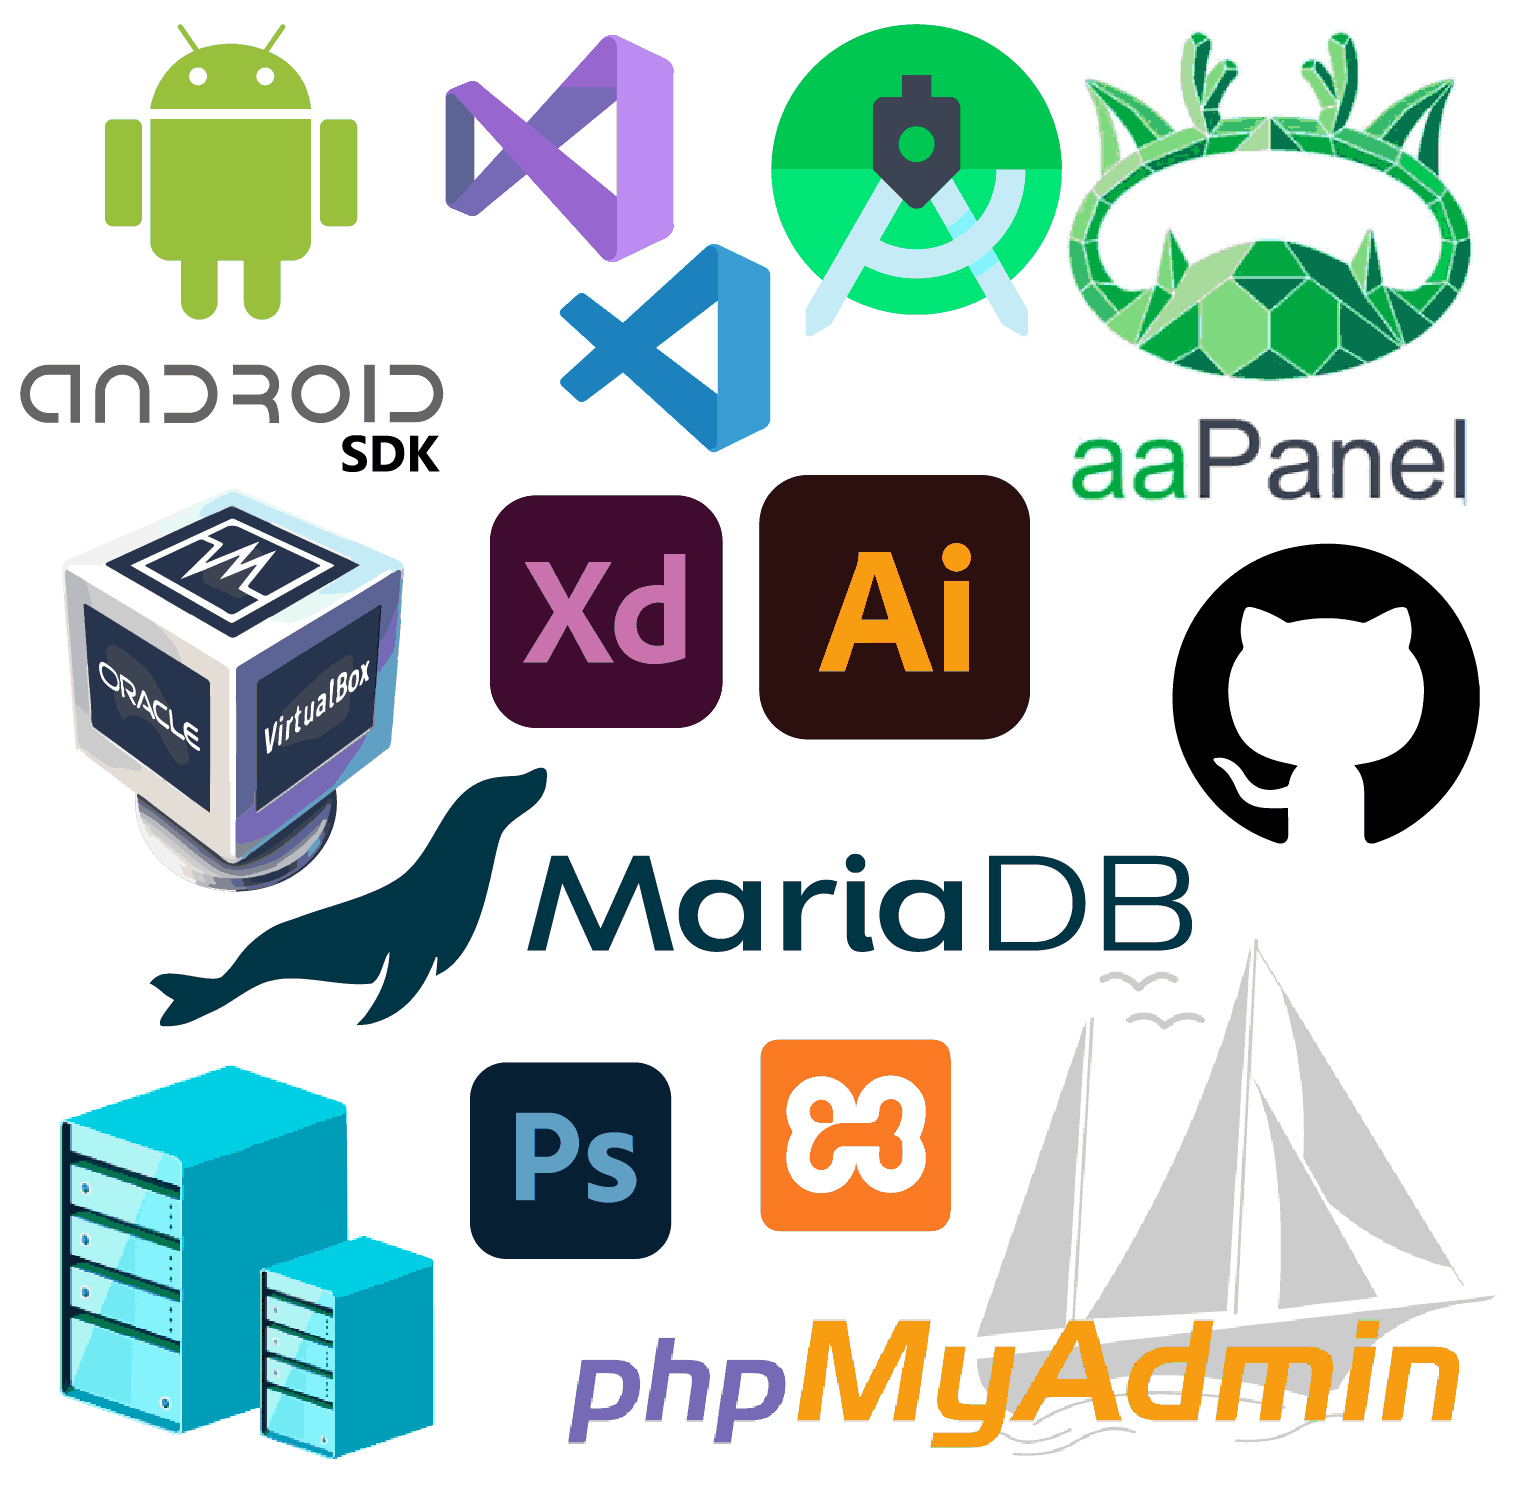 android
SDK
aaPanel
ORACLE
VirtualBox
Xd
Ai
MariaDB
Ps
phpMyAdmin